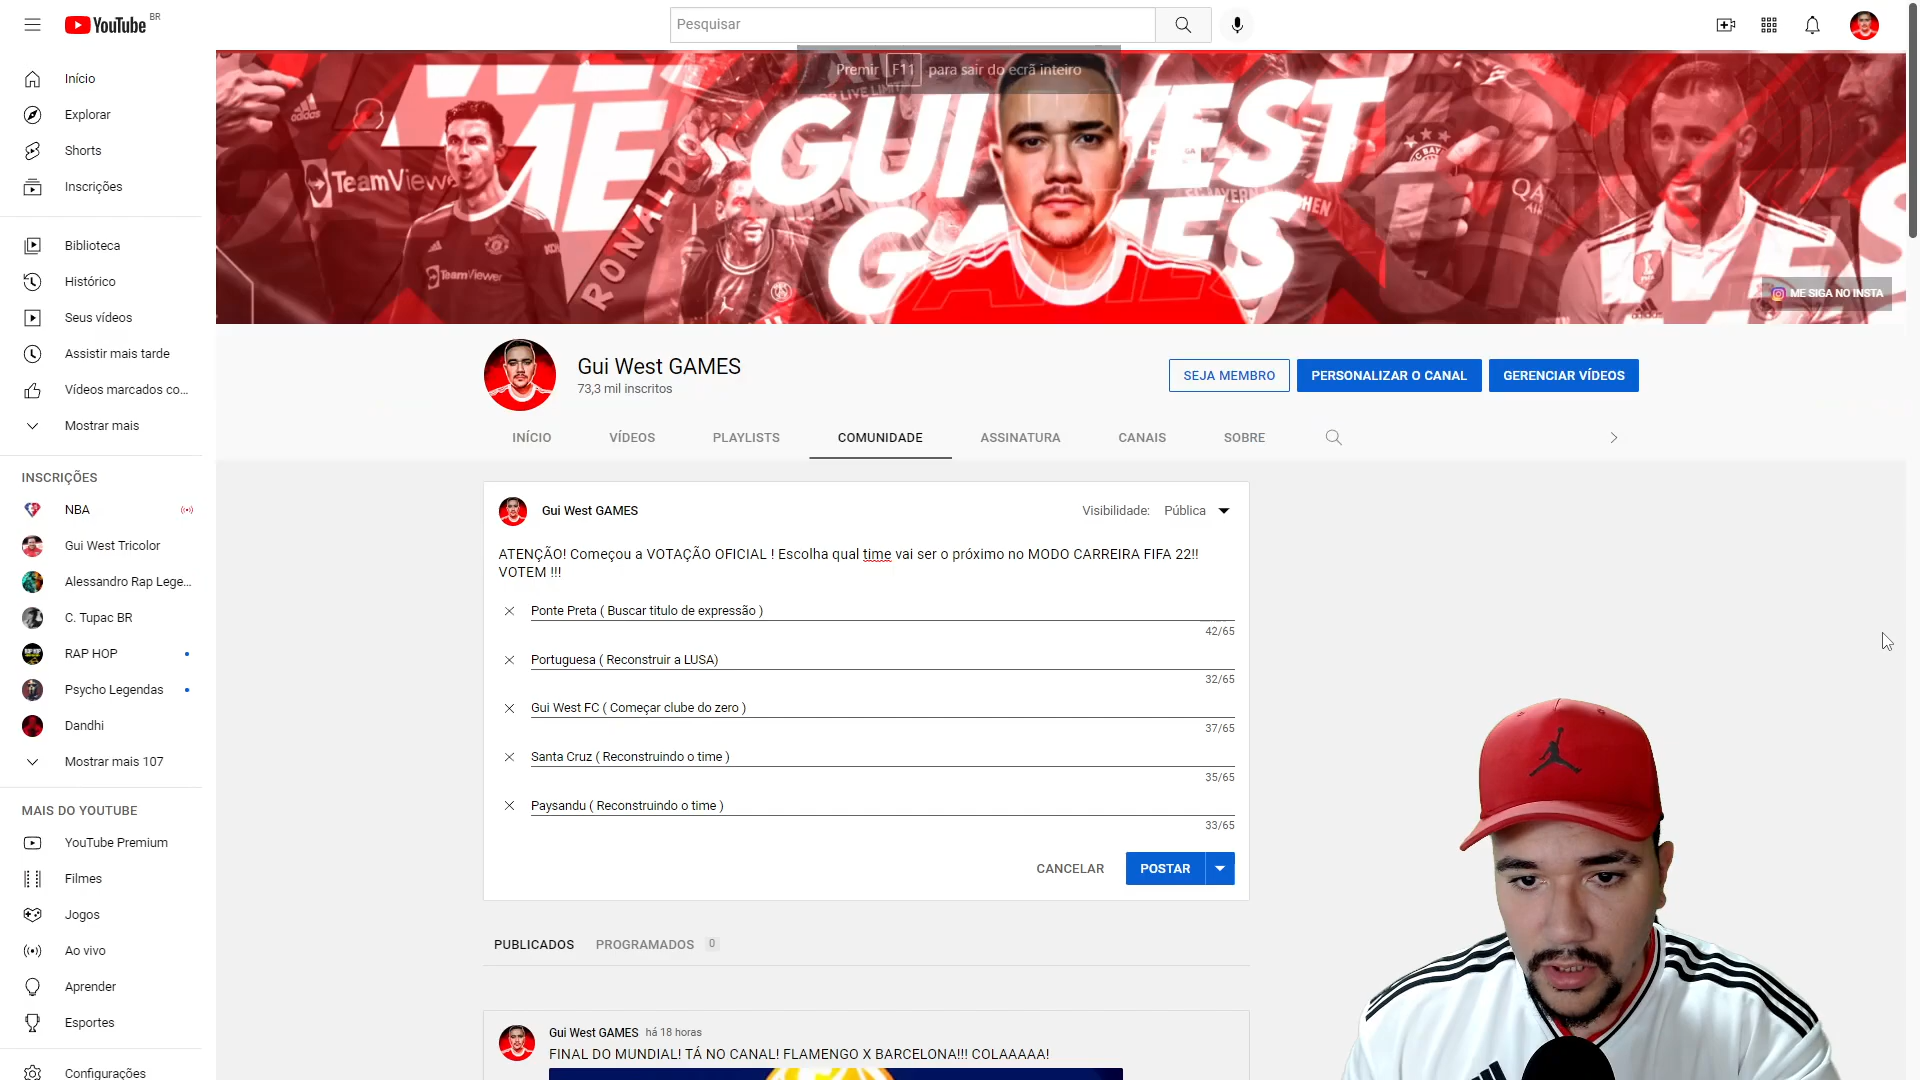 YouTube BR
Pesquisar
Início
Explorar
Shorts
Inscrições
Biblioteca
Histórico
Seus vídeos
Assistir mais tarde
Vídeos marcados co...
Mostrar mais
INSCRIÇÕES
NBA
Gui West Tricolor
Alessandro Rap Lege...
C. Tupac BR
RAP HOP
Psycho Legendas
Dandhi
Mostrar mais 107
MAIS DO YOUTUBE
YouTube Premium
Filmes
Jogos
Ao vivo
Aprender
Esportes
Configurações
Premir F11 para sair do ecrã inteiro
GUI WEST
GAMES
adidas
TeamViewer
TeamViewer
RONALDO
ME SIGA NO INSTA
Gui West GAMES
73,3 mil inscritos
SEJA MEMBRO
PERSONALIZAR O CANAL
GERENCIAR VÍDEOS
INÍCIO
VÍDEOS
PLAYLISTS
COMUNIDADE
ASSINATURA
CANAIS
SOBRE
Gui West GAMES
Visibilidade: Pública
ATENÇÃO! Começou a VOTAÇÃO OFICIAL ! Escolha qual time vai ser o próximo no MODO CARREIRA FIFA 22!!
VOTEM !!!
Ponte Preta ( Buscar titulo de expressão )
42/65
Portuguesa ( Reconstruir a LUSA)
32/65
Gui West FC ( Começar clube do zero )
37/65
Santa Cruz ( Reconstruindo o time )
35/65
Paysandu ( Reconstruindo o time )
33/65
CANCELAR
POSTAR
PUBLICADOS
PROGRAMADOS 0
Gui West GAMES há 18 horas
FINAL DO MUNDIAL! TÁ NO CANAL! FLAMENGO X BARCELONA!!! COLAAAAA!